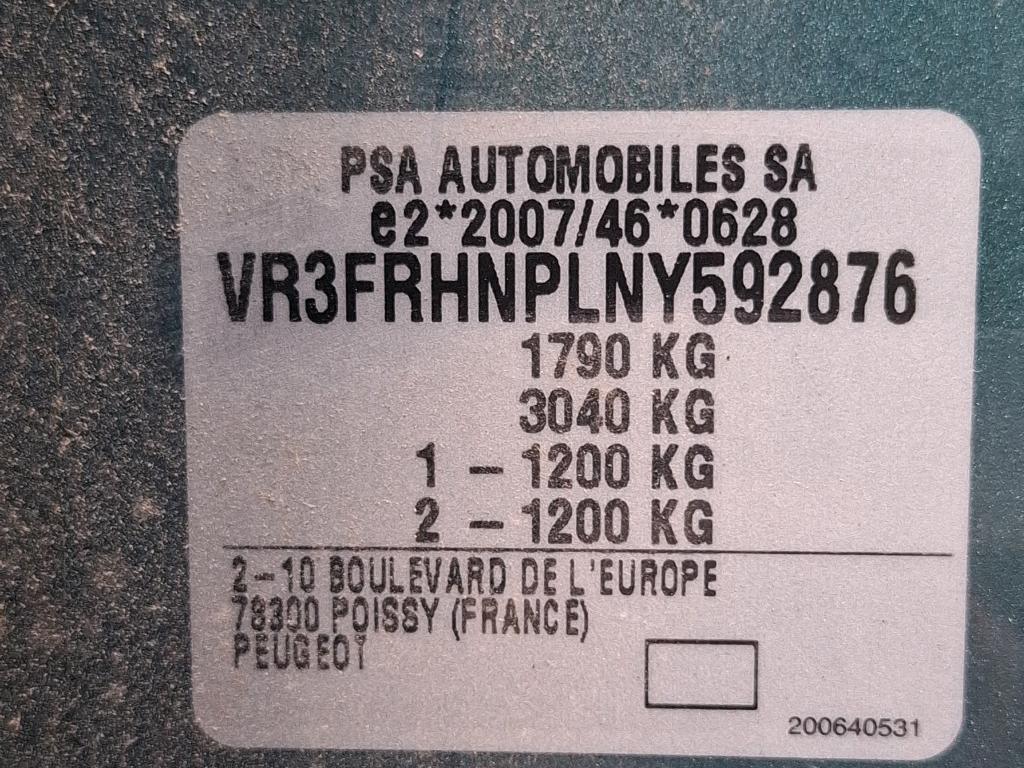 PSA AUTOMOBILES SA
e2*2007/46*0628
VR3FRHNPLNY592876
1790 KG
3040 KG
1 - 1200 KG
2 - 1200 KG
2-10 BOULEVARD DE L'EUROPE
78300 POISSY (FRANCE)
PEUGEOT
200640531